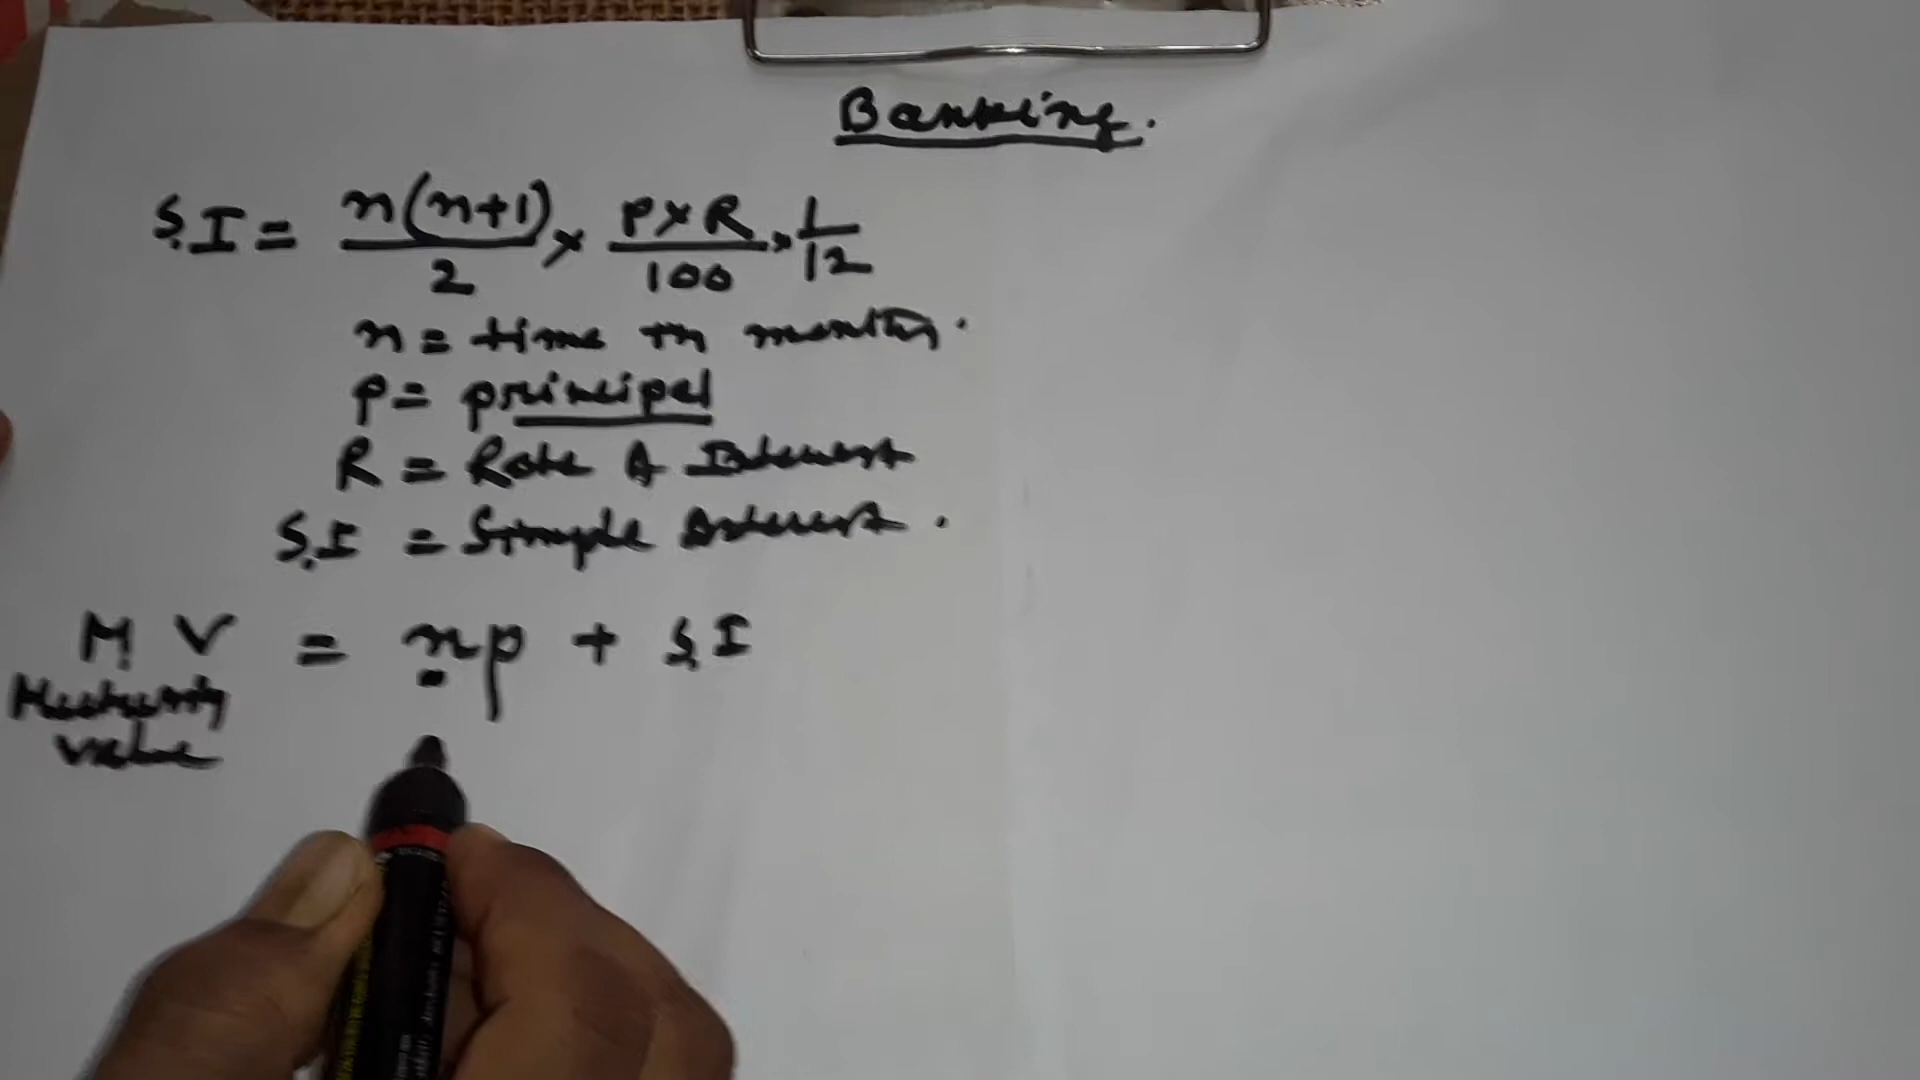 Banking.
S.I = n(n+1)/2 × P×R/100 × 1/12
n = time in months.
P = principal
R = Rate of Interest
S.I = Simple Interest.
M.V = np + S.I
Maturity
value